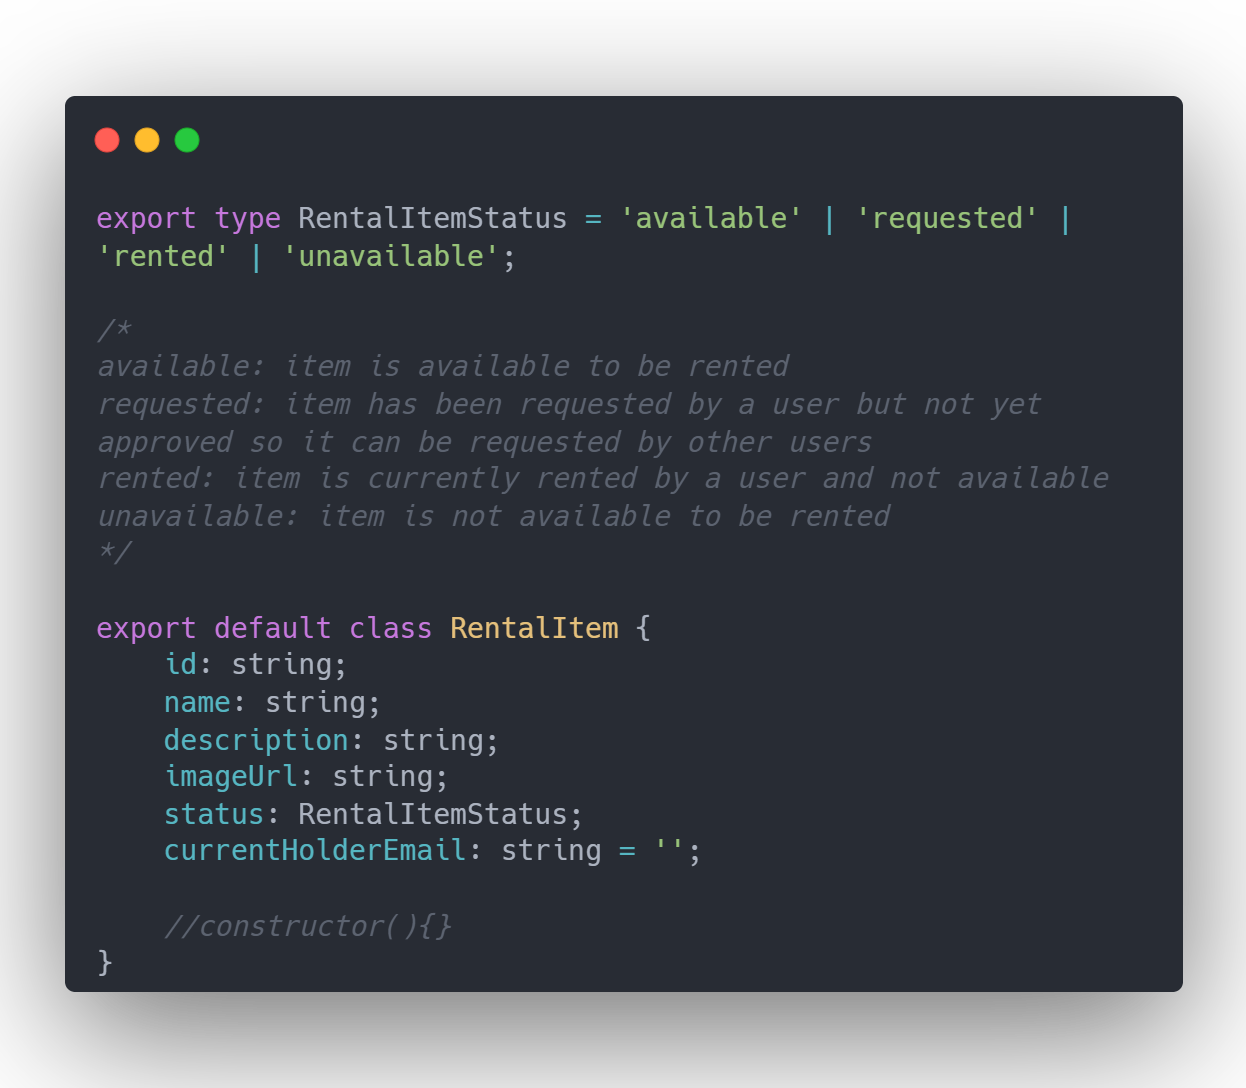 export type RentalItemStatus = 'available' | 'requested' |
'rented' | 'unavailable';
/*
available: item is available to be rented
requested: item has been requested by a user but not yet
approved so it can be requested by other users
rented: item is currently rented by a user and not available
unavailable: item is not available to be rented
*/
export default class RentalItem {
    id: string;
    name: string;
    description: string;
    imageUrl: string;
    status: RentalItemStatus;
    currentHolderEmail: string = '';
    //constructor(){}
}